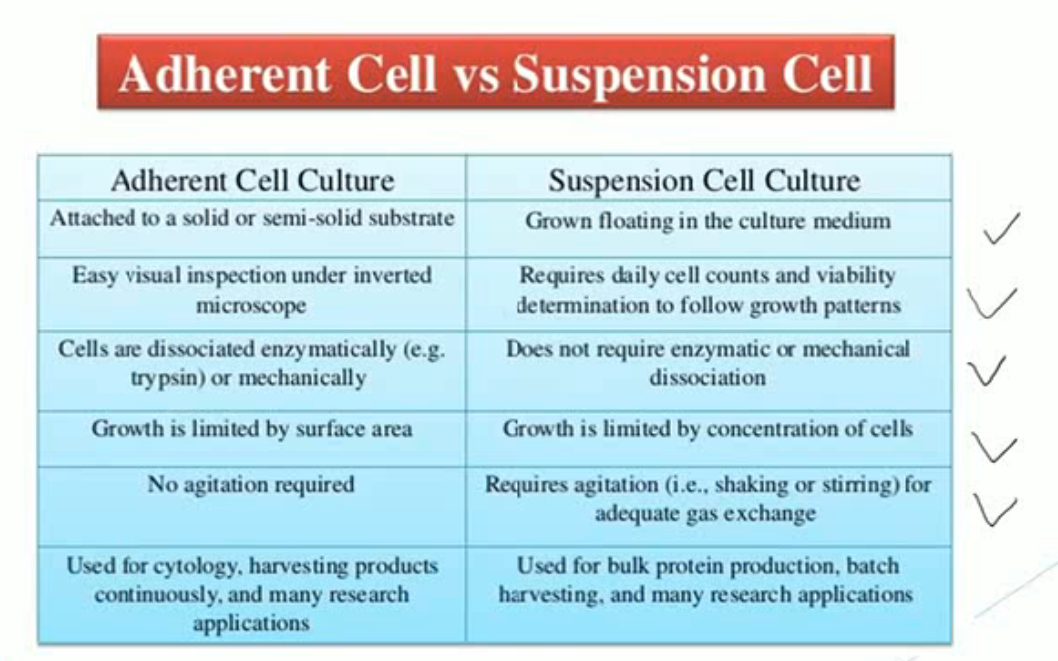 Adherent Cell vs Suspension Cell
Adherent Cell Culture
Suspension Cell Culture
Attached to a solid or semi-solid substrate
Grown floating in the culture medium
Easy visual inspection under inverted
microscope
Requires daily cell counts and viability
determination to follow growth patterns
Cells are dissociated enzymatically (e.g.
trypsin) or mechanically
Does not require enzymatic or mechanical
dissociation
Growth is limited by surface area
Growth is limited by concentration of cells
No agitation required
Requires agitation (i.e., shaking or stirring) for
adequate gas exchange
Used for cytology, harvesting products
continuously, and many research
applications
Used for bulk protein production, batch
harvesting, and many research applications